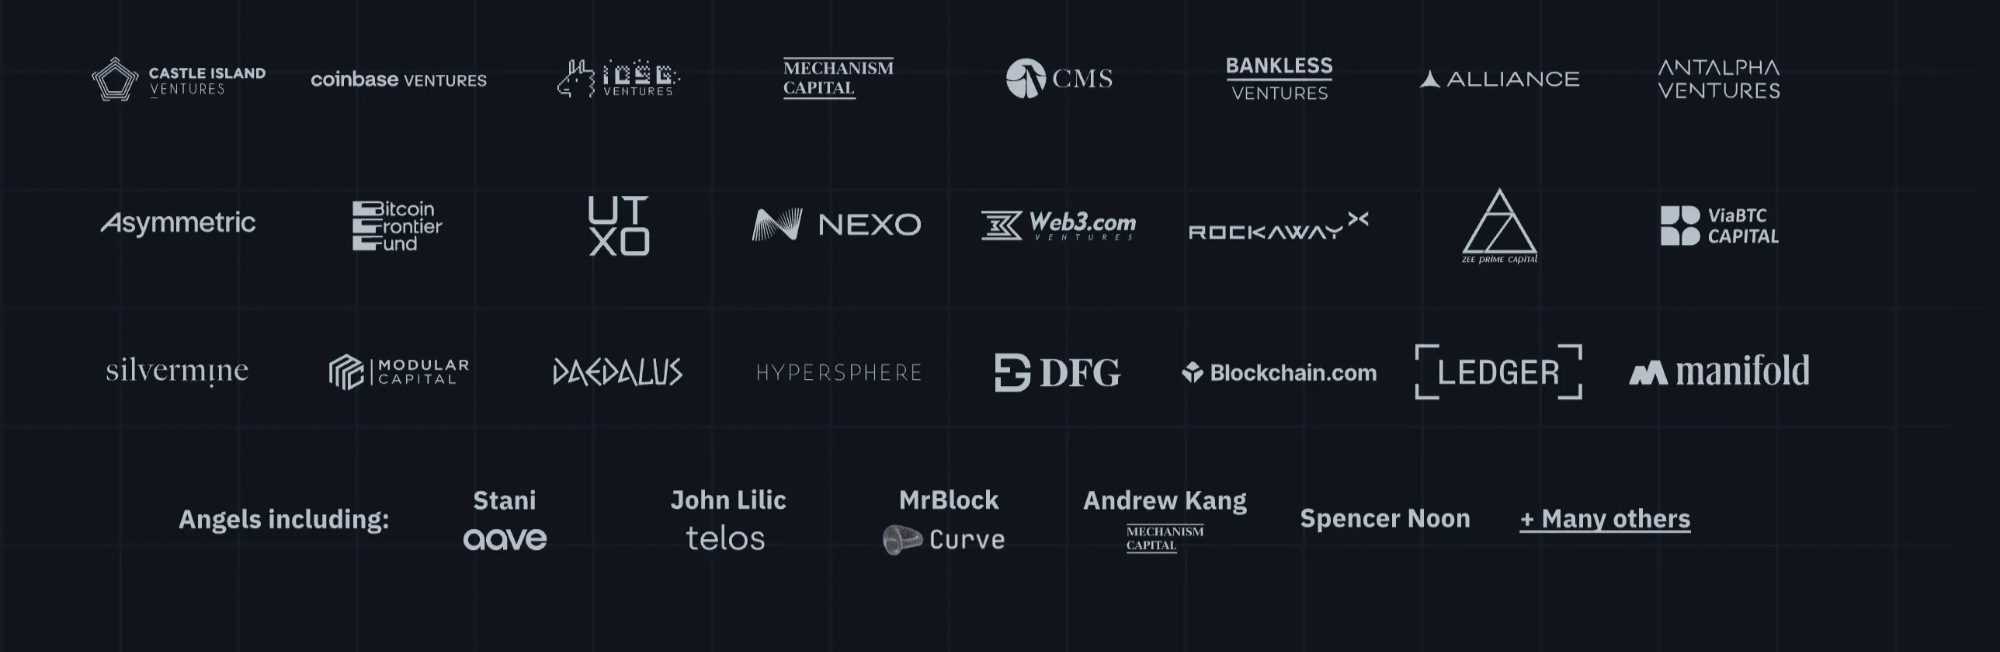 CASTLE ISLAND
VENTURES
coinbase VENTURES
IOSG
VENTURES
MECHANISM
CAPITAL
CMS
BANKLESS
VENTURES
ALLIANCE
ANTALPHA
VENTURES
Asymmetric
Bitcoin
Frontier
Fund
UT
XO
NEXO
Web3.com
VENTURES
ROCKAWAY X
ZEE PRIME CAPITAL
ViaBTC
CAPITAL
silvermine
MODULAR
CAPITAL
DAEDALUS
HYPERSPHERE
DFG
Blockchain.com
LEDGER
manifold
Angels including:
Stani
aave
John Lilic
telos
MrBlock
Curve
Andrew Kang
MECHANISM
CAPITAL
Spencer Noon
+ Many others